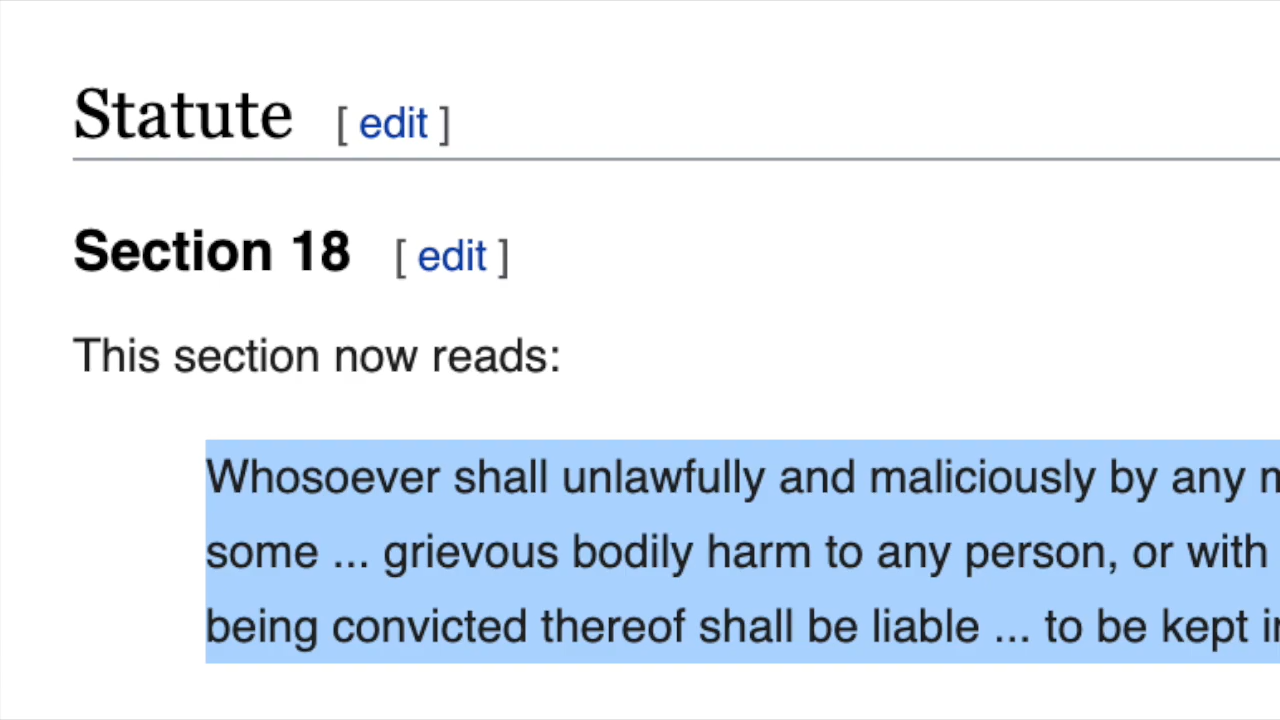 Statute [ edit ]
Section 18 [ edit ]
This section now reads:
Whosoever shall unlawfully and maliciously by any
some ... grievous bodily harm to any person, or with
being convicted thereof shall be liable ... to be kept